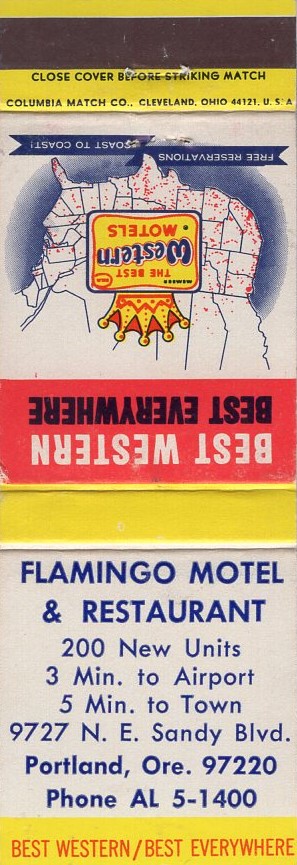 CLOSE COVER BEFORE STRIKING MATCH
COLUMBIA MATCH CO., CLEVELAND, OHIO 44121, U.S.A
BEST WESTERN
BEST EVERYWHERE
MEMBER
THE BEST
Western
MOTELS
FREE RESERVATIONS
COAST TO COAST!
FLAMINGO MOTEL
& RESTAURANT
200 New Units
3 Min. to Airport
5 Min. to Town
9727 N. E. Sandy Blvd.
Portland, Ore. 97220
Phone AL 5-1400
BEST WESTERN/BEST EVERYWHERE